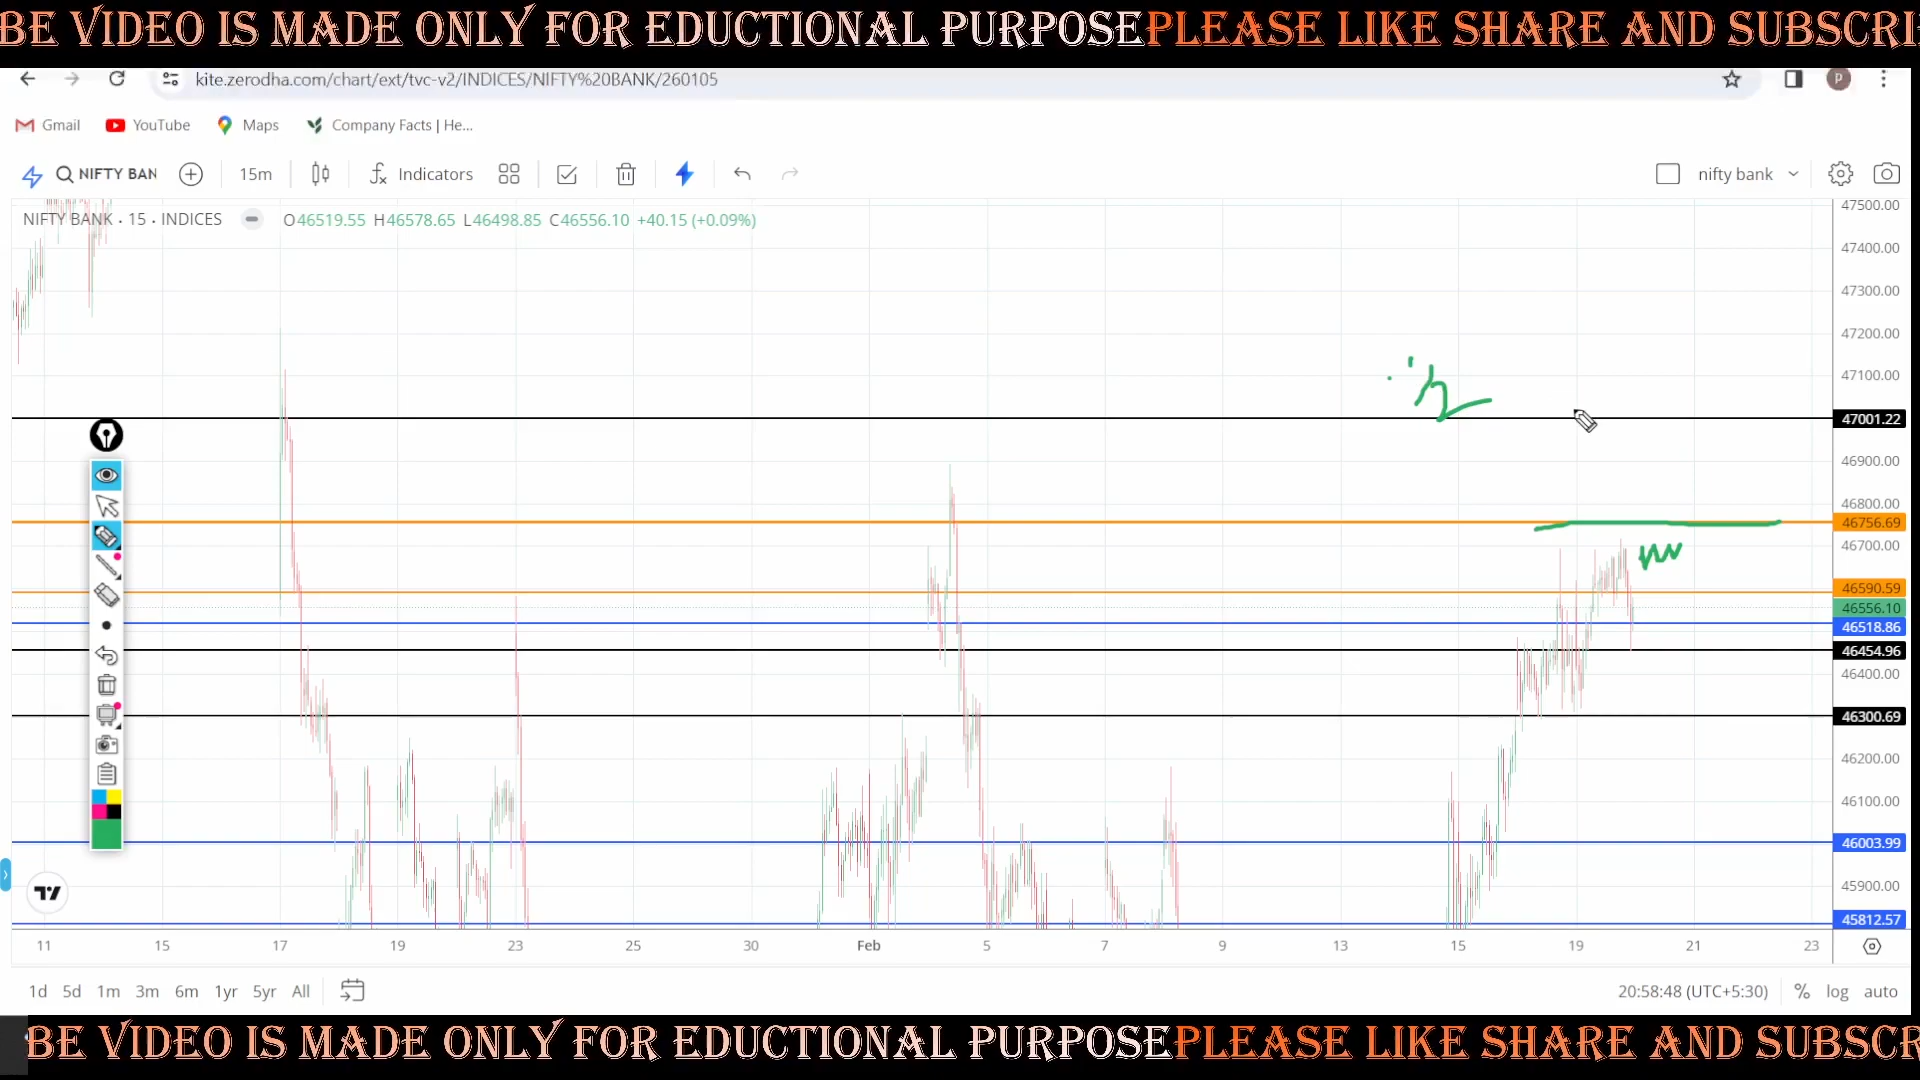 BE VIDEO IS MADE ONLY FOR EDUCTIONAL PURPOSEPLEASE LIKE SHARE AND SUBSCRI
kite.zerodha.com/chart/ext/tvc-v2/INDICES/NIFTY%20BANK/260105
P
Gmail YouTube Maps Company Facts | He...
NIFTY BAN 15m Indicators nifty bank
NIFTY BANK · 15 · INDICES O46519.55 H46578.65 L46498.85 C46556.10 +40.15 (+0.09%)
47500.00
47400.00
47300.00
47200.00
47100.00
47001.22
46900.00
46800.00
46756.69
46700.00
46590.59
46556.10
46518.86
46454.96
46400.00
46300.69
46200.00
46100.00
46003.99
45900.00
45812.57
11 15 17 19 23 25 30 Feb 5 7 9 13 15 19 21 23
1d 5d 1m 3m 6m 1yr 5yr All 20:58:48 (UTC+5:30) % log auto
BE VIDEO IS MADE ONLY FOR EDUCTIONAL PURPOSEPLEASE LIKE SHARE AND SUBSCR